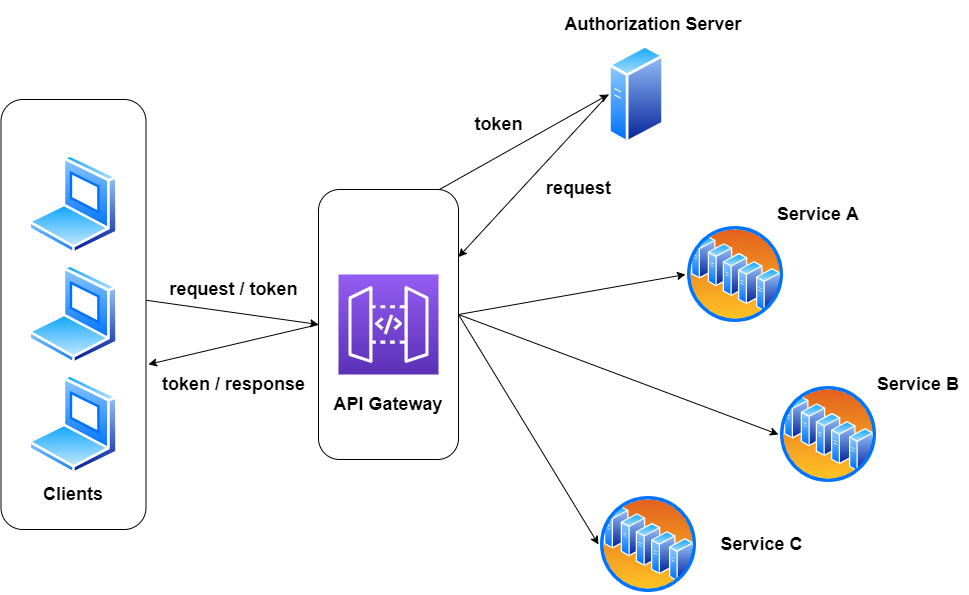 Authorization Server
token
request
Service A
request / token
token / response
API Gateway
</>
Service B
Clients
Service C